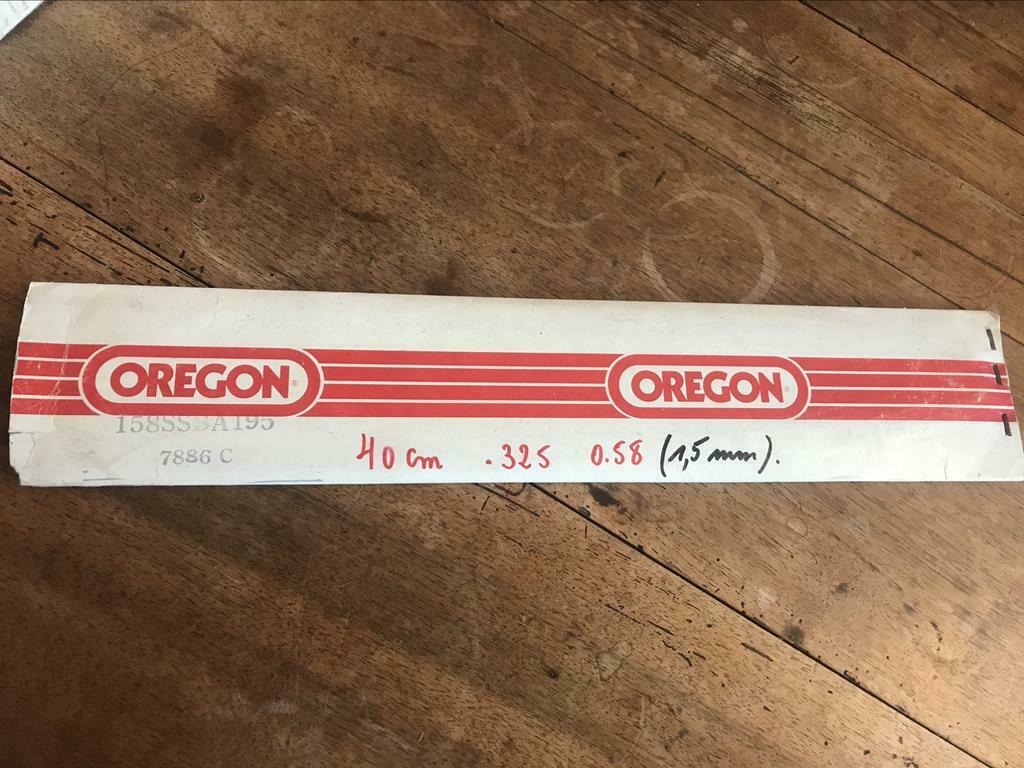 OREGON® OREGON®
158SSBA195
7886 C
40 cm .325 0.58 (1,5 mm).